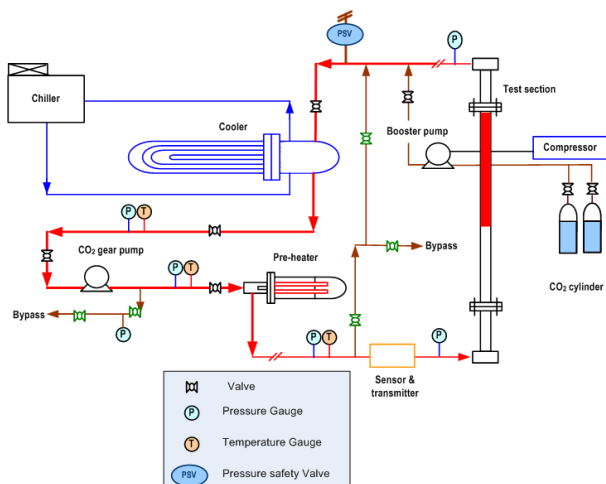 PSV
P
Test section
Chiller
Cooler
Booster pump
Compressor
P T
CO₂ gear pump
P T
Pre-heater
Bypass
CO₂ cylinder
Bypass
P
P T
P
Sensor &
transmitter
Valve
P Pressure Gauge
T Temperature Gauge
PSV Pressure safety Valve